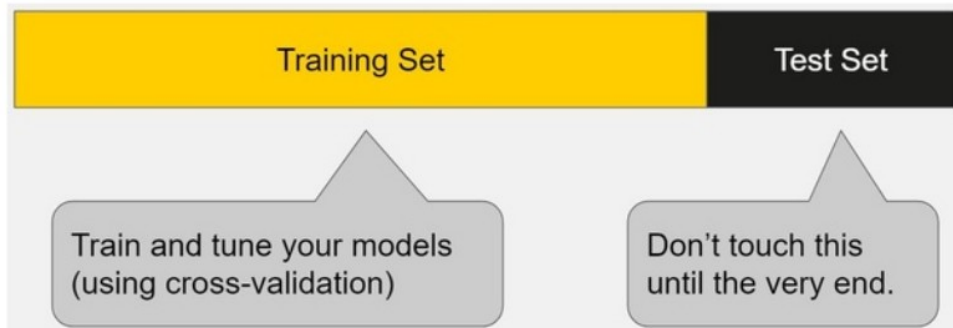 Training Set
Test Set
Train and tune your models
(using cross-validation)
Don’t touch this
until the very end.